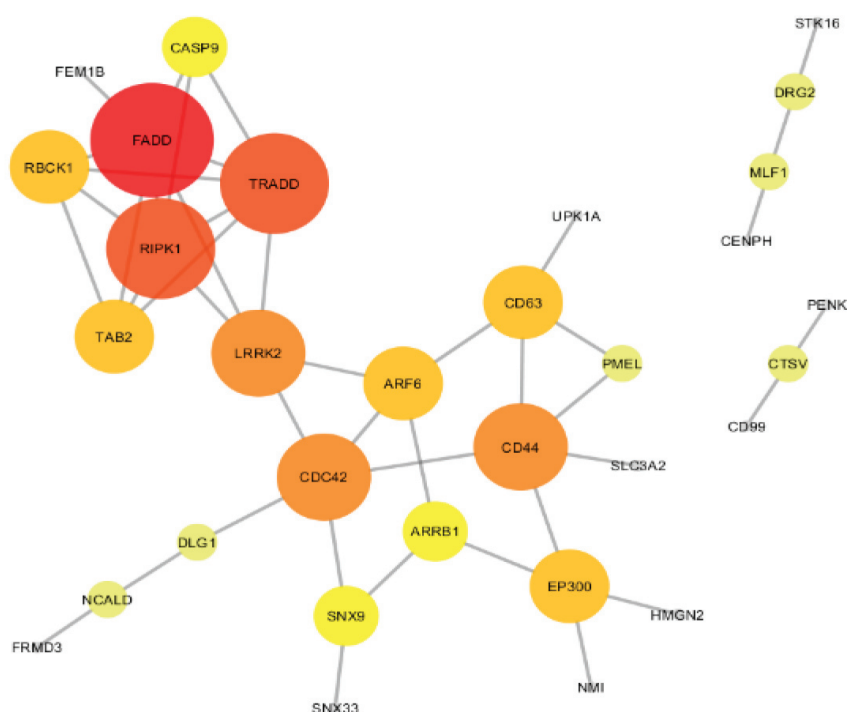 STK16
CASP9
FEM1B
DRG2
FADD
RBCK1
MLF1
TRADD
UPK1A
CENPH
RIPK1
CD63
PENK
TAB2
LRRK2
PMEL
CTSV
ARF6
CD99
CD44
SLC3A2
CDC42
ARRB1
DLG1
EP300
NCALD
HMGN2
SNX9
FRMD3
NMI
SNX33